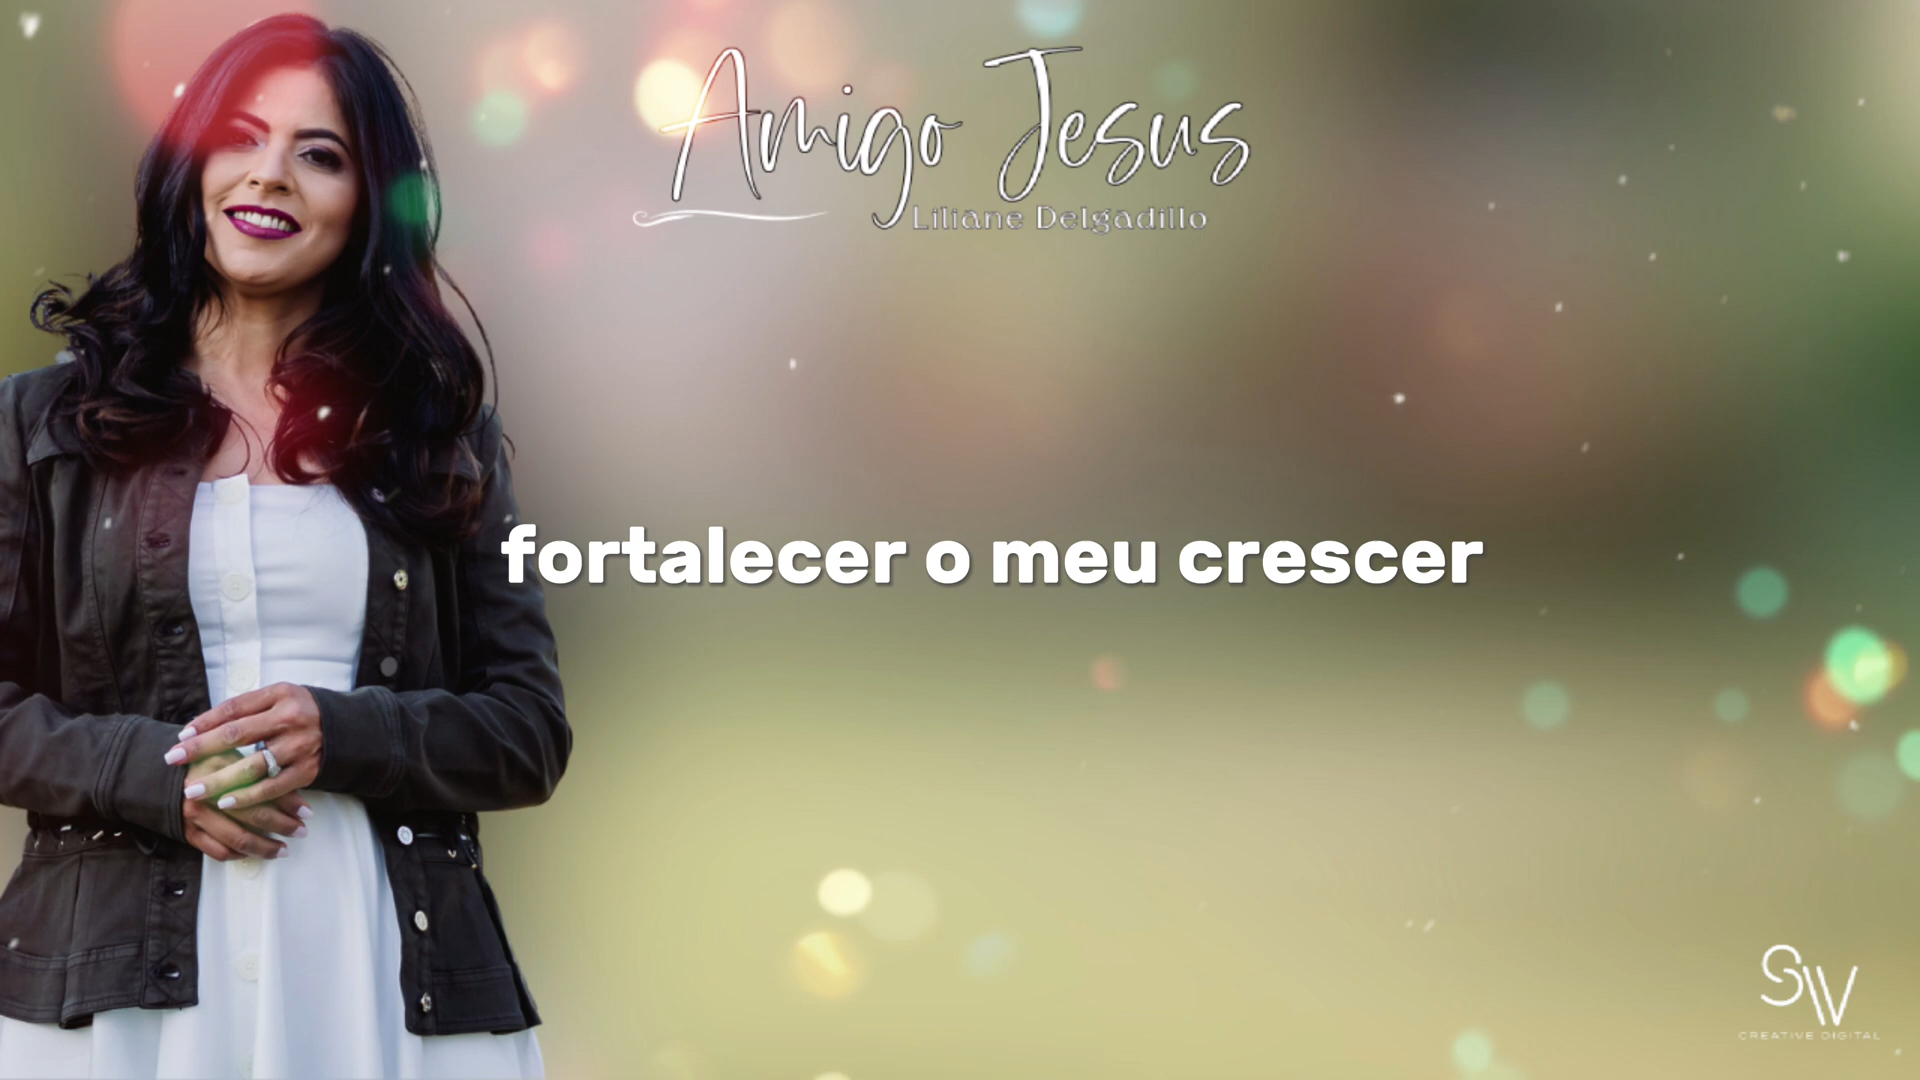 Amigo Jesus
Liliane Delgadillo
fortalecer o meu crescer
SW
CREATIVE DIGITAL